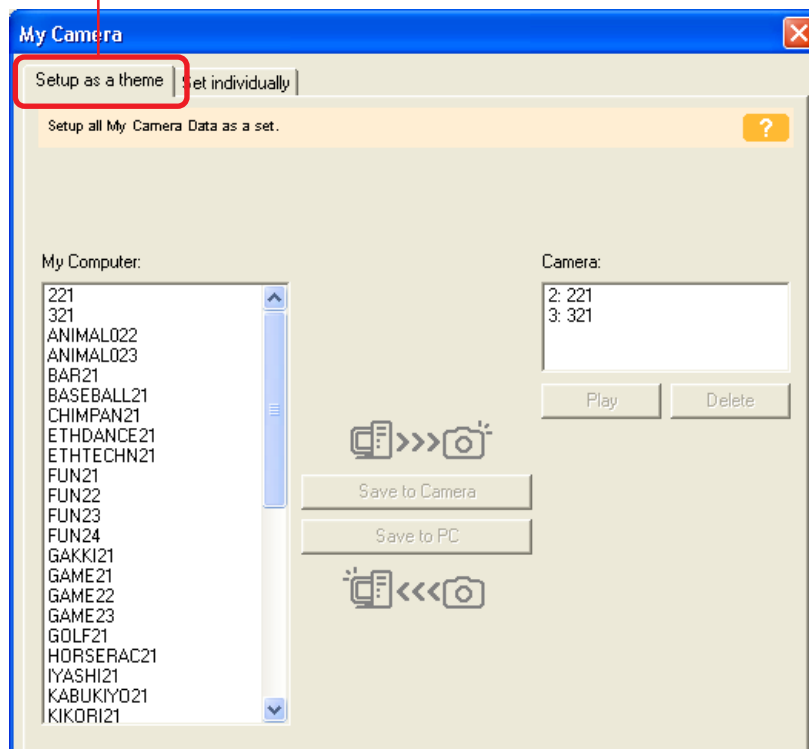 My Camera
Setup as a theme
Set individually
Setup all My Camera Data as a set.
?
My Computer:
221
321
ANIMAL022
ANIMAL023
BAR21
BASEBALL21
CHIMPAN21
ETHDANCE21
ETHTECHN21
FUN21
FUN22
FUN23
FUN24
GAKKI21
GAME21
GAME22
GAME23
GOLF21
HORSERAC21
IYASHI21
KABUKIYO21
KIKORI21
>>>
Save to Camera
Save to PC
<<<
Camera:
2: 221
3: 321
Play
Delete